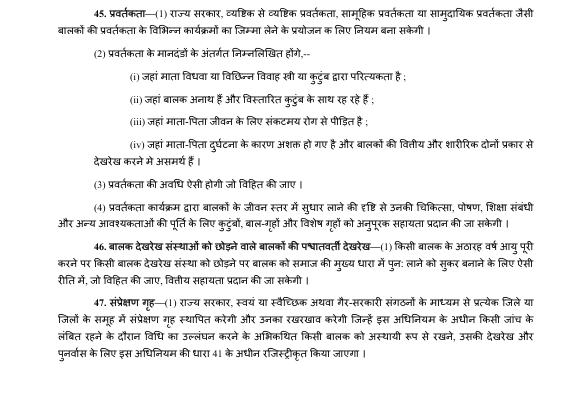 45. प्रवर्तकता—(1) राज्य सरकार, व्यष्टिक से व्यष्टिक प्रवर्तकता, सामूहिक प्रवर्तकता या सामुदायिक प्रवर्तकता जैसी
बालकों की प्रवर्तकता के विभिन्न कार्यक्रमों का जिम्मा लेने के प्रयोजन क लिए नियम बना सकेगी ।
(2) प्रवर्तकता के मानदंडों के अंतर्गत निम्नलिखित होंगे,--
(i) जहां माता विधवा या विछिन्न विवाह स्त्री या कुटुंब द्वारा परित्यकता है ;
(ii) जहां बालक अनाथ हैं और विस्तारित कुटुंब के साथ रह रहे हैं ;
(iii) जहां माता-पिता जीवन के लिए संकटमय रोग से पीड़ित है ;
(iv) जहां माता-पिता दुर्घटना के कारण अशक्त हो गए है और बालकों की वित्तीय और शारीरिक दोनों प्रकार से
देखरेख करने मे असमर्थ हैं ।
(3) प्रवर्तकता की अवधि ऐसी होगी जो विहित की जाए ।
(4) प्रवर्तकता कार्यक्रम द्वारा बालकों के जीवन स्तर में सुधार लाने की दृष्टि से उनकी चिकित्सा, पोषण, शिक्षा संबंधी
और अन्य आवश्यकताओं की पूर्ति के लिए कुटुंबों, बाल-गृहों और विशेष गृहों को अनुपूरक सहायता प्रदान की जा सकेगी ।
46. बालक देखरेख संस्थाओं को छोड़ने वाले बालकों की पश्चातवर्ती देखरेख—(1) किसी बालक के अठारह वर्ष आयु पूरी
करने पर किसी बालक देखरेख संस्था को छोड़ने पर बालक को समाज की मुख्य धारा में पुन: लाने को सुकर बनाने के लिए ऐसी
रीति में, जो विहित की जाए, वित्तीय सहायता प्रदान की जा सकेगी ।
47. संप्रेक्षण गृह—(1) राज्य सरकार, स्वयं या स्वैच्छिक अथवा गैर-सरकारी संगठनों के माध्यम से प्रत्येक जिले या
जिलों के समूह में संप्रेक्षण गृह स्थापित करेगी और उनका रखरखाव करेगी जिन्हें इस अधिनियम के अधीन किसी जांच के
लंबित रहने के दौरान विधि का उल्लंघन करने के अभिकथित किसी बालक को अस्थायी रूप से रखने, उसकी देखरेख और
पुनर्वास के लिए इस अधिनियम की धारा 41 के अधीन रजिस्ट्रीकृत किया जाएगा ।